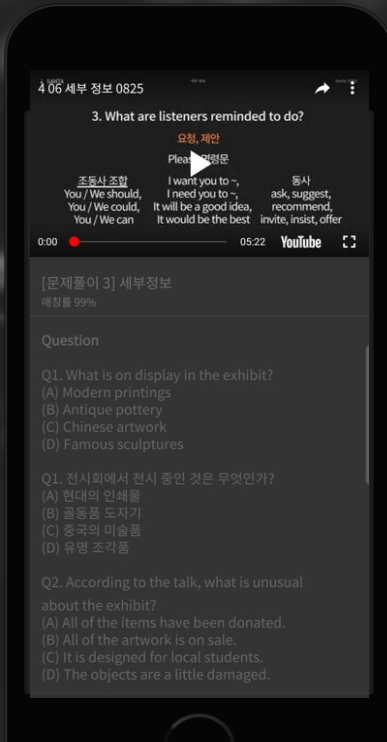 4 06 세부 정보 0825
3. What are listeners reminded to do?
요청, 제안
Please 명령문
조동사 조합
You / We should,
You / We could,
You / We can
I want you to ~,
I need you to ~,
It will be a good idea,
It would be the best
동사
ask, suggest,
recommend,
invite, insist, offer
0:00
05:22
YouTube
[문제풀이 3] 세부정보
매칭률 99%
Question
Q1. What is on display in the exhibit?
(A) Modern printings
(B) Antique pottery
(C) Chinese artwork
(D) Famous sculptures
Q1. 전시회에서 전시 중인 것은 무엇인가?
(A) 현대의 인쇄물
(B) 골동품 도자기
(C) 중국의 미술품
(D) 유명 조각품
Q2. According to the talk, what is unusual
about the exhibit?
(A) All of the items have been donated.
(B) All of the artwork is on sale.
(C) It is designed for local students.
(D) The objects are a little damaged.